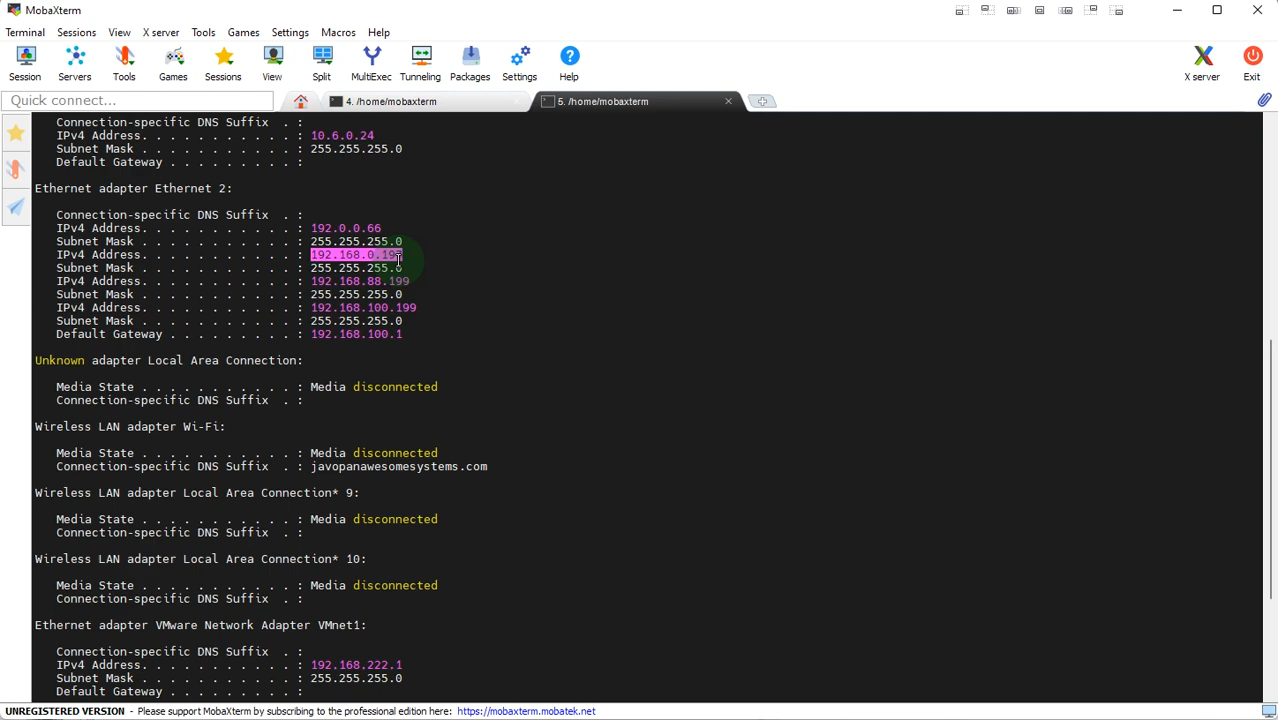 MobaXterm
Terminal Sessions View X server Tools Games Settings Macros Help
Session Servers Tools Games Sessions View Split MultiExec Tunneling Packages Settings Help X server Exit
Quick connect... 4. /home/mobaxterm 5. /home/mobaxterm
Connection-specific DNS Suffix . :
IPv4 Address. . . . . . . . . . . : 10.6.0.24
Subnet Mask . . . . . . . . . . . : 255.255.255.0
Default Gateway . . . . . . . . . :
Ethernet adapter Ethernet 2:
Connection-specific DNS Suffix . :
IPv4 Address. . . . . . . . . . . : 192.0.0.66
Subnet Mask . . . . . . . . . . . : 255.255.255.0
IPv4 Address. . . . . . . . . . . :
Subnet Mask . . . . . . . . . . . : 255.255.255.0
IPv4 Address. . . . . . . . . . . : 192.168.88.199
Subnet Mask . . . . . . . . . . . : 255.255.255.0
IPv4 Address. . . . . . . . . . . : 192.168.100.199
Subnet Mask . . . . . . . . . . . : 255.255.255.0
Default Gateway . . . . . . . . . : 192.168.100.1
Unknown adapter Local Area Connection:
Media State . . . . . . . . . . . : Media disconnected
Connection-specific DNS Suffix . :
Wireless LAN adapter Wi-Fi:
Media State . . . . . . . . . . . : Media disconnected
Connection-specific DNS Suffix . : javopanawesomesystems.com
Wireless LAN adapter Local Area Connection* 9:
Media State . . . . . . . . . . . : Media disconnected
Connection-specific DNS Suffix . :
Wireless LAN adapter Local Area Connection* 10:
Media State . . . . . . . . . . . : Media disconnected
Connection-specific DNS Suffix . :
Ethernet adapter VMware Network Adapter VMnet1:
Connection-specific DNS Suffix . :
IPv4 Address. . . . . . . . . . . : 192.168.222.1
Subnet Mask . . . . . . . . . . . : 255.255.255.0
Default Gateway . . . . . . . . . :
UNREGISTERED VERSION - Please support MobaXterm by subscribing to the professional edition here: https://mobaxterm.mobatek.net